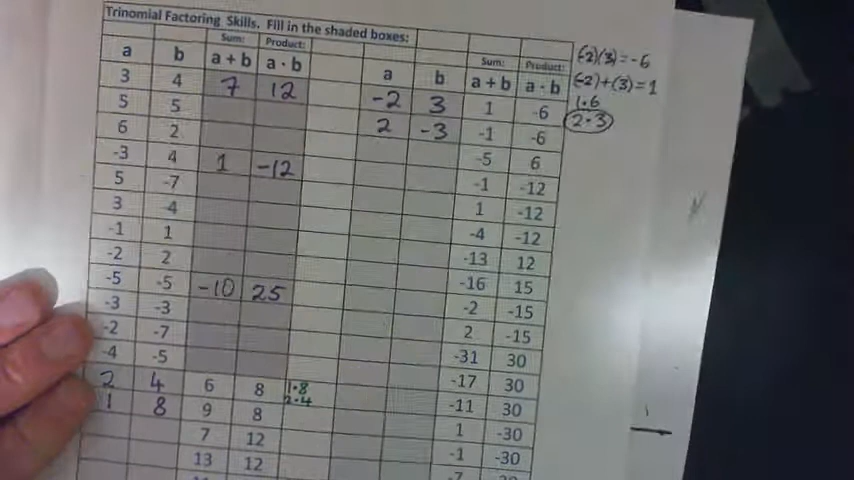 Trinomial Factoring Skills. Fill in the shaded boxes:
Sum: Product:
a b a + b a · b
3 4 7 12
5 5
6 2
-3 4 1 -12
5 -7
3 -4
-1 1
-2 2
-5 -5 -10 25
-3 -3
-2 -7
-4 -5
2 4 6 8 1·8
2·4
1 8 9 8
7 12
13 12
Sum: Product:
a b a + b a · b
-2 3 1 -6
2 -3 -1 -6
-5 6
-1 -12
1 -12
-4 -12
-13 12
-16 15
-2 -15
2 -15
-31 30
-17 30
-11 30
1 -30
-1 -30
-7
(-2)(3)=-6
(-2)+(3)=1
1·6
2·3